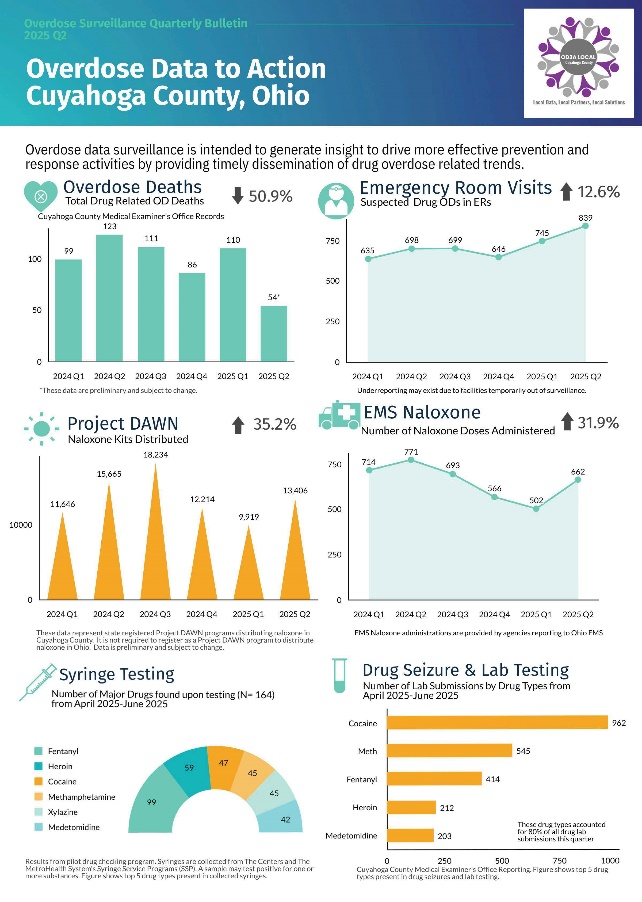 Overdose Surveillance Quarterly Bulletin
2025 Q2
Overdose Data to Action
Cuyahoga County, Ohio
OD2A LOCAL
Cuyahoga County
Local Data, Local Partners, Local Solutions
Overdose data surveillance is intended to generate insight to drive more effective prevention and
response activities by providing timely dissemination of drug overdose related trends.
Overdose Deaths
50.9%
Total Drug Related OD Deaths
Cuyahoga County Medical Examiner's Office Records
123
99
111
86
110
54*
100
50
0
2024 Q1 2024 Q2 2024 Q3 2024 Q4 2025 Q1 2025 Q2
*These data are preliminary and subject to change.
Emergency Room Visits
12.6%
Suspected Drug ODs in ERs
635 698 699 646 745 839
750
500
250
0
2024 Q1 2024 Q2 2024 Q3 2024 Q4 2025 Q1 2025 Q2
Under reporting may exist due to facilities temporarily out of surveillance.
Project DAWN
35.2%
Naloxone Kits Distributed
11,646 15,665 18,234 12,214 9,919 13,406
10000
0
2024 Q1 2024 Q2 2024 Q3 2024 Q4 2025 Q1 2025 Q2
These data represent state registered Project DAWN programs distributing naloxone in
Cuyahoga County. It is not required to register as a Project DAWN program to distribute
naloxone in Ohio. Data is preliminary and subject to change.
EMS Naloxone
31.9%
Number of Naloxone Doses Administered
714 771 693 566 502 662
750
500
250
0
2024 Q1 2024 Q2 2024 Q3 2024 Q4 2025 Q1 2025 Q2
EMS Naloxone administrations are provided by agencies reporting to Ohio EMS
Syringe Testing
Number of Major Drugs found upon testing (N= 164)
from April 2025-June 2025
Fentanyl
Heroin
Cocaine
Methamphetamine
Xylazine
Medetomidine
99
59
47
45
45
42
Results from pilot drug checking program. Syringes are collected from The Centers and The
MetroHealth System's Syringe Service Programs (SSP). A sample may test positive for one or
more substances. Figure shows top 5 drug types present in collected syringes.
Drug Seizure & Lab Testing
Number of Lab Submissions by Drug Types from
April 2025-June 2025
Cocaine 962
Meth 545
Fentanyl 414
Heroin 212
Medetomidine 203
These drug types accounted
for 80% of all drug lab
submissions this quarter
0 250 500 750 1000
Cuyahoga County Medical Examiner's Office Reporting. Figure shows top 5 drug
types present in drug seizures and lab testing.